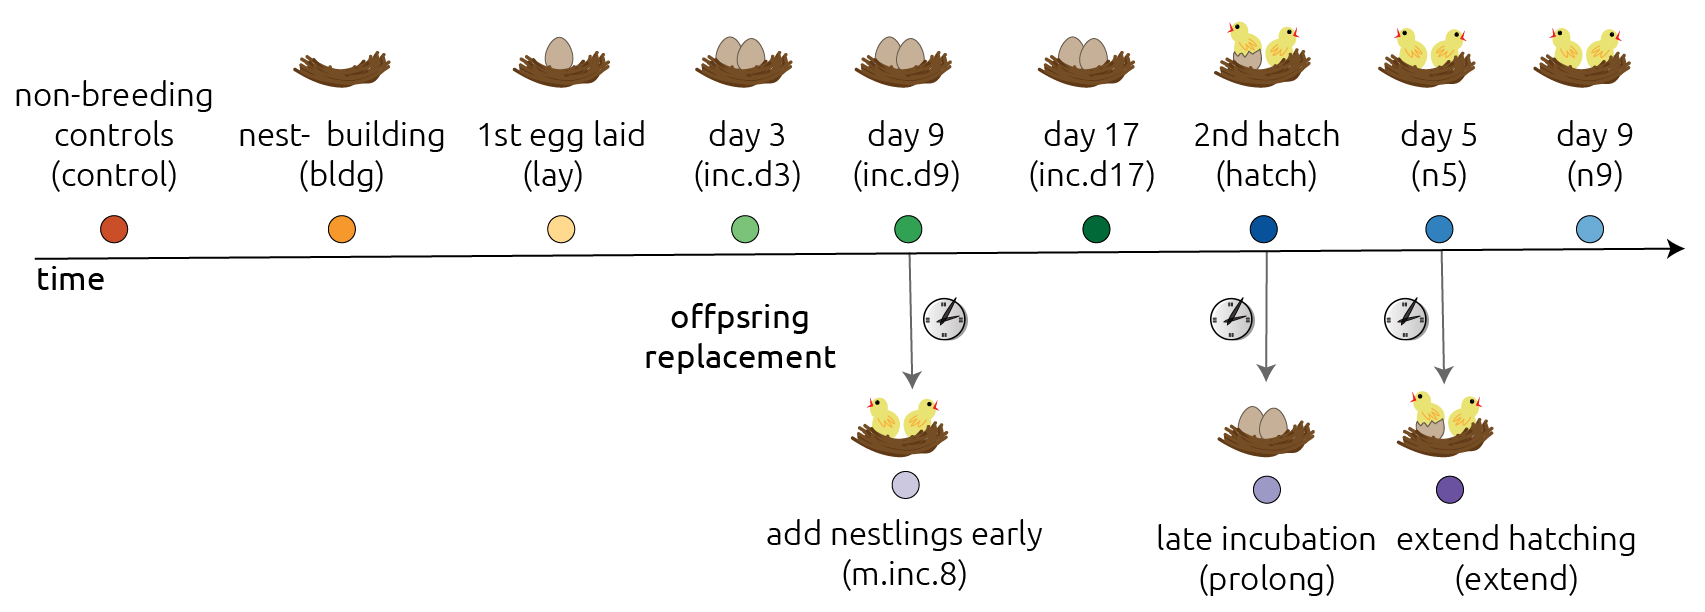 non-breeding
controls
(control)
nest- building
(bldg)
1st egg laid
(lay)
day 3
(inc.d3)
day 9
(inc.d9)
day 17
(inc.d17)
2nd hatch
(hatch)
day 5
(n5)
day 9
(n9)
time
offpsring
replacement
add nestlings early
(m.inc.8)
late incubation
(prolong)
extend hatching
(extend)